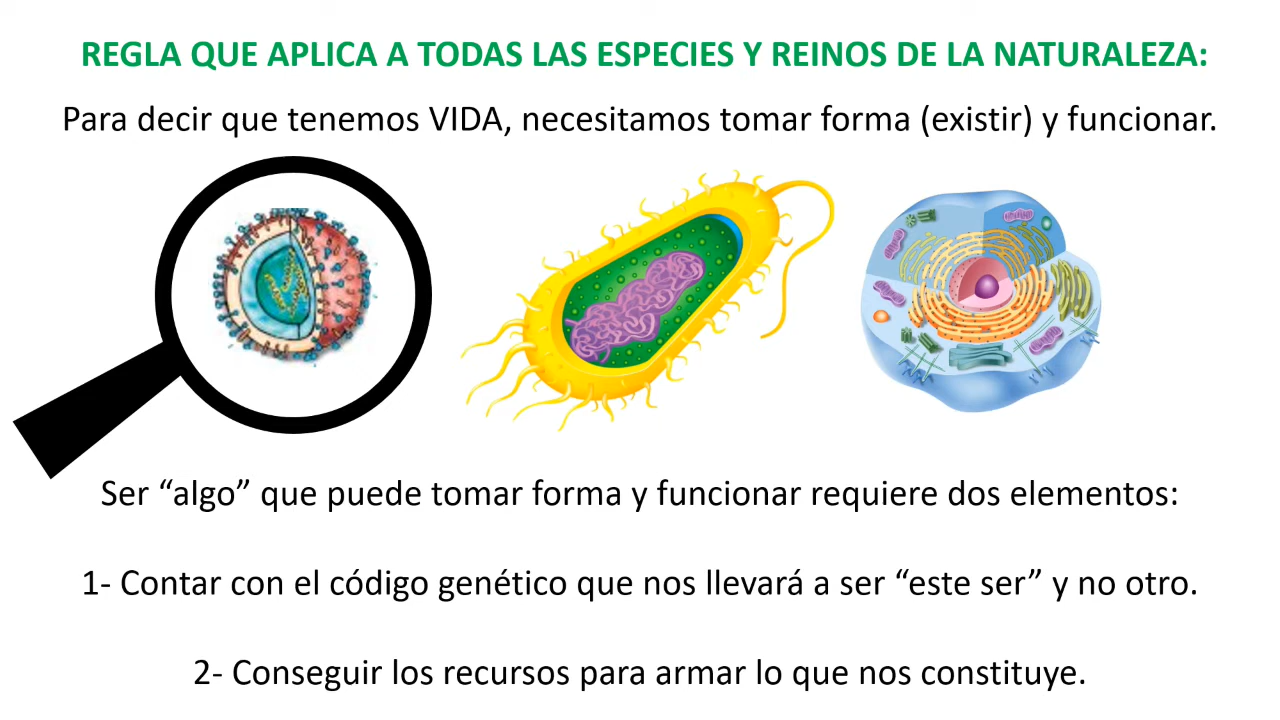 REGLA QUE APLICA A TODAS LAS ESPECIES Y REINOS DE LA NATURALEZA:
Para decir que tenemos VIDA, necesitamos tomar forma (existir) y funcionar.
Ser “algo” que puede tomar forma y funcionar requiere dos elementos:
1- Contar con el código genético que nos llevará a ser “este ser” y no otro.
2- Conseguir los recursos para armar lo que nos constituye.